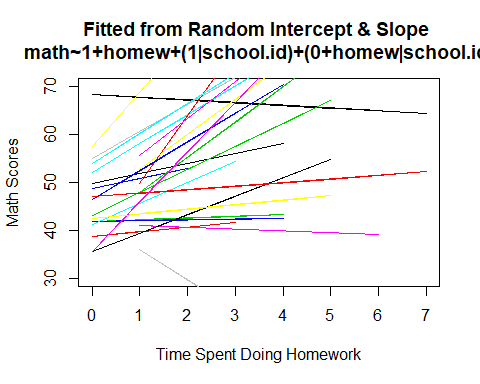 Fitted from Random Intercept & Slope
math~1+homew+(1|school.id)+(0+homew|school.id
Math Scores
70
60
50
40
30
0 1 2 3 4 5 6 7
Time Spent Doing Homework